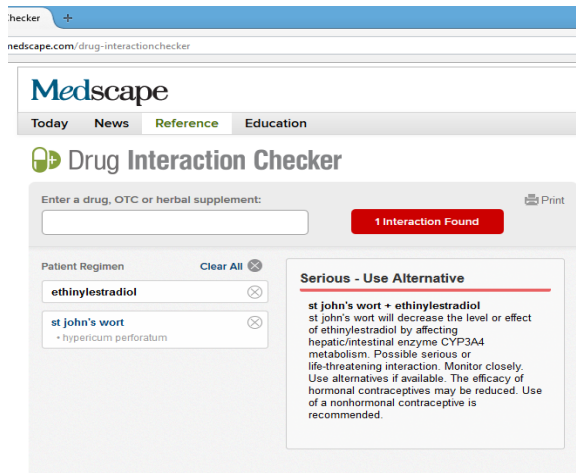 Checker +
medscape.com/drug-interactionchecker
Medscape
Today News Reference Education
Drug Interaction Checker
Enter a drug, OTC or herbal supplement:
Print
1 Interaction Found
Patient Regimen Clear All
ethinylestradiol
st john's wort
• hypericum perforatum
Serious - Use Alternative
st john's wort + ethinylestradiol
st john's wort will decrease the level or effect
of ethinylestradiol by affecting
hepatic/intestinal enzyme CYP3A4
metabolism. Possible serious or
life-threatening interaction. Monitor closely.
Use alternatives if available. The efficacy of
hormonal contraceptives may be reduced. Use
of a nonhormonal contraceptive is
recommended.